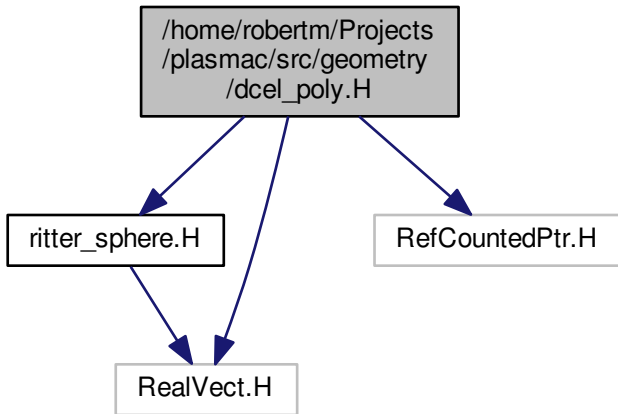 /home/robertm/Projects
/plasmac/src/geometry
/dcel_poly.H
ritter_sphere.H
RefCountedPtr.H
RealVect.H